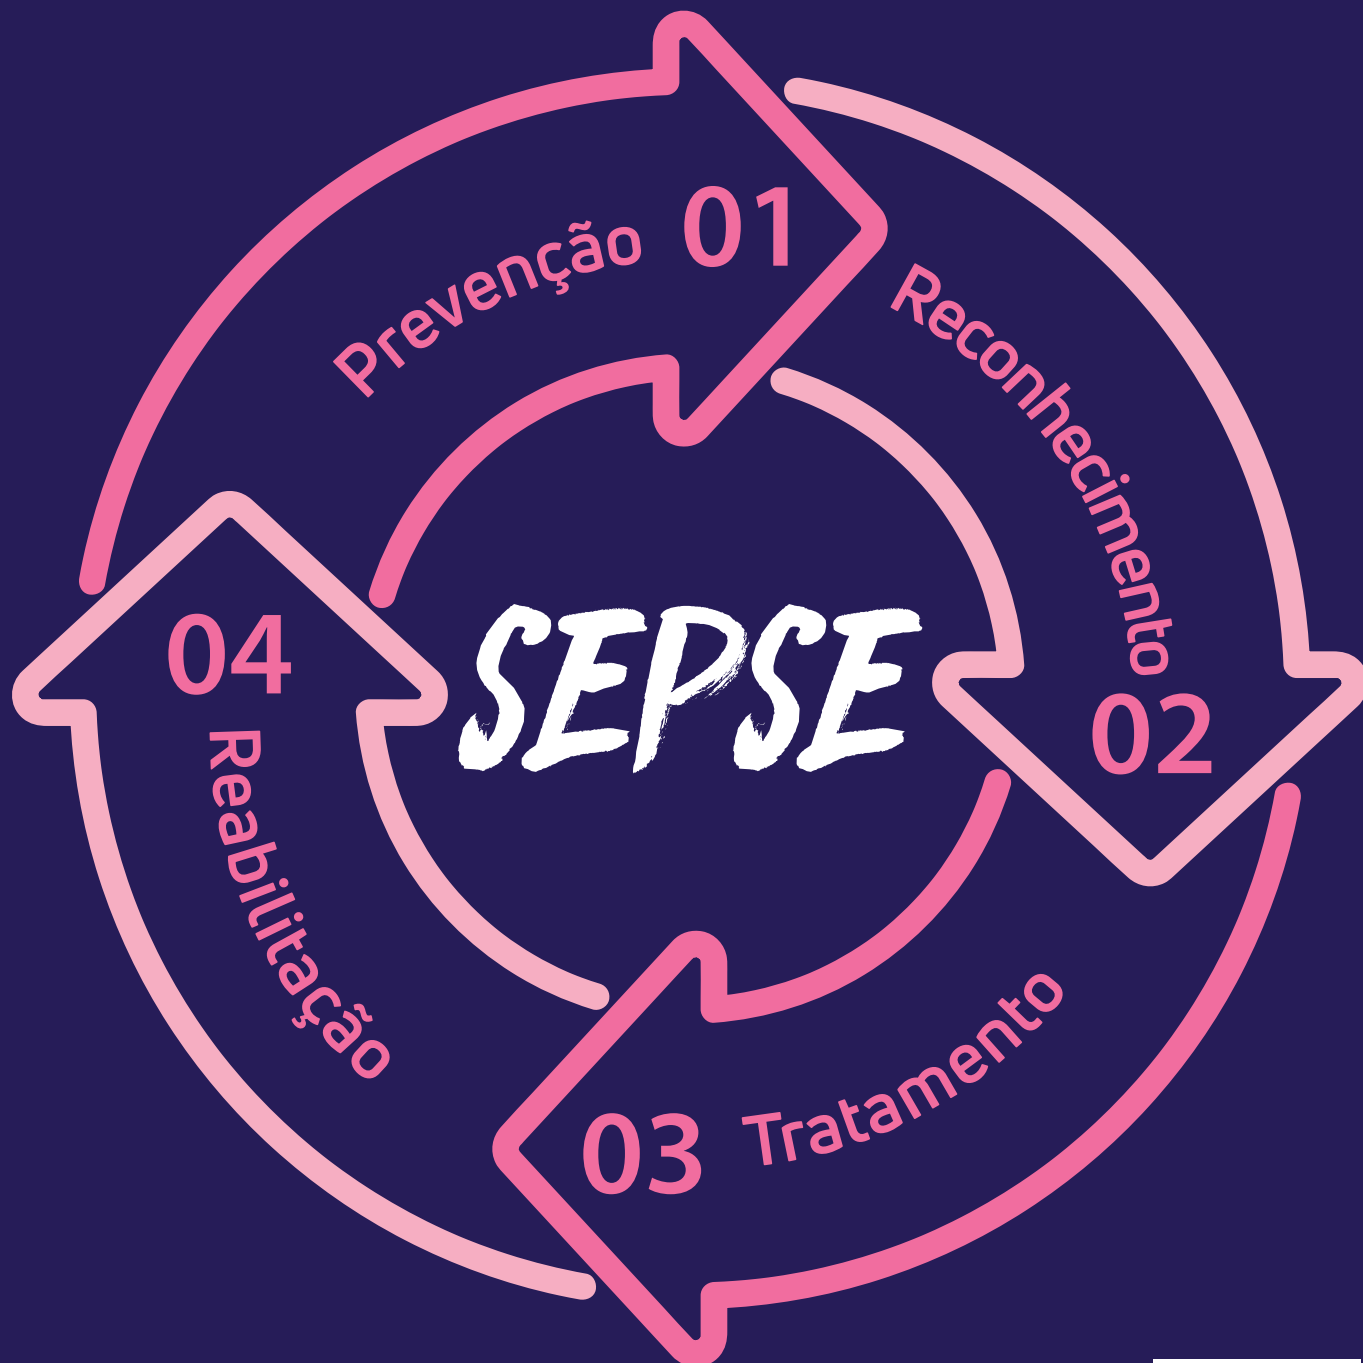 Prevenção 01
Reconhecimento 02
SEPSE
03 Tratamento
04 Reabilitação